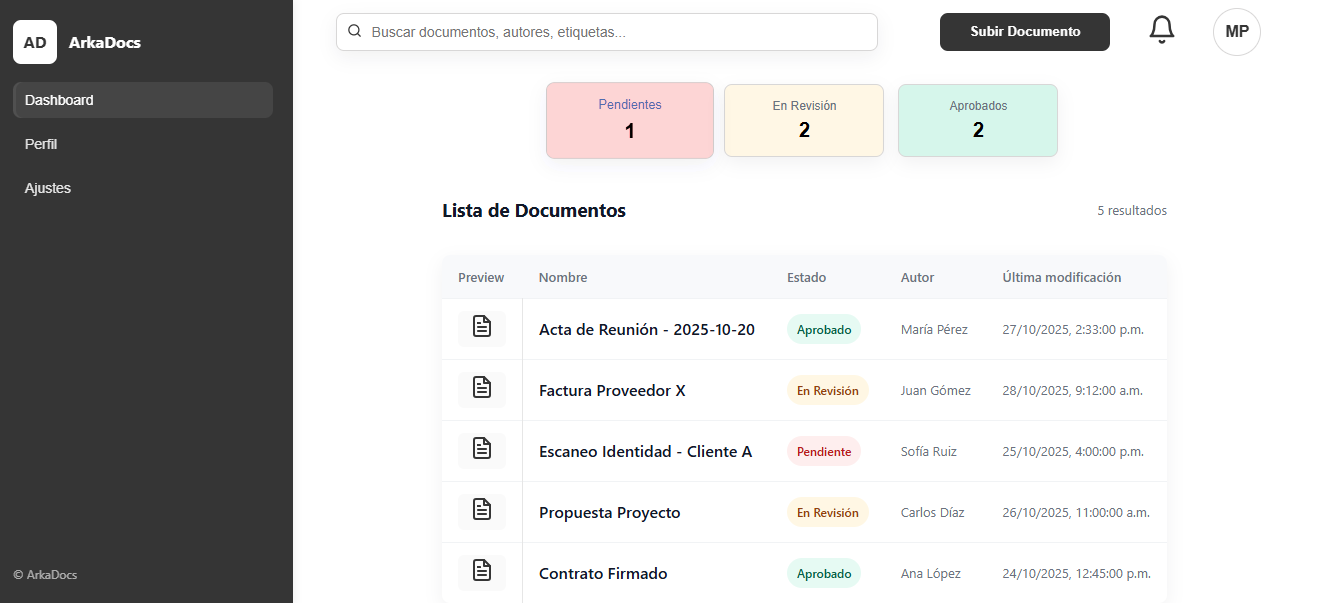 AD ArkaDocs
Dashboard
Perfil
Ajustes
© ArkaDocs
Buscar documentos, autores, etiquetas...
Subir Documento
MP
Pendientes
1
En Revisión
2
Aprobados
2
Lista de Documentos
5 resultados
Preview Nombre Estado Autor Última modificación
Acta de Reunión - 2025-10-20 Aprobado María Pérez 27/10/2025, 2:33:00 p.m.
Factura Proveedor X En Revisión Juan Gómez 28/10/2025, 9:12:00 a.m.
Escaneo Identidad - Cliente A Pendiente Sofía Ruiz 25/10/2025, 4:00:00 p.m.
Propuesta Proyecto En Revisión Carlos Díaz 26/10/2025, 11:00:00 a.m.
Contrato Firmado Aprobado Ana López 24/10/2025, 12:45:00 p.m.